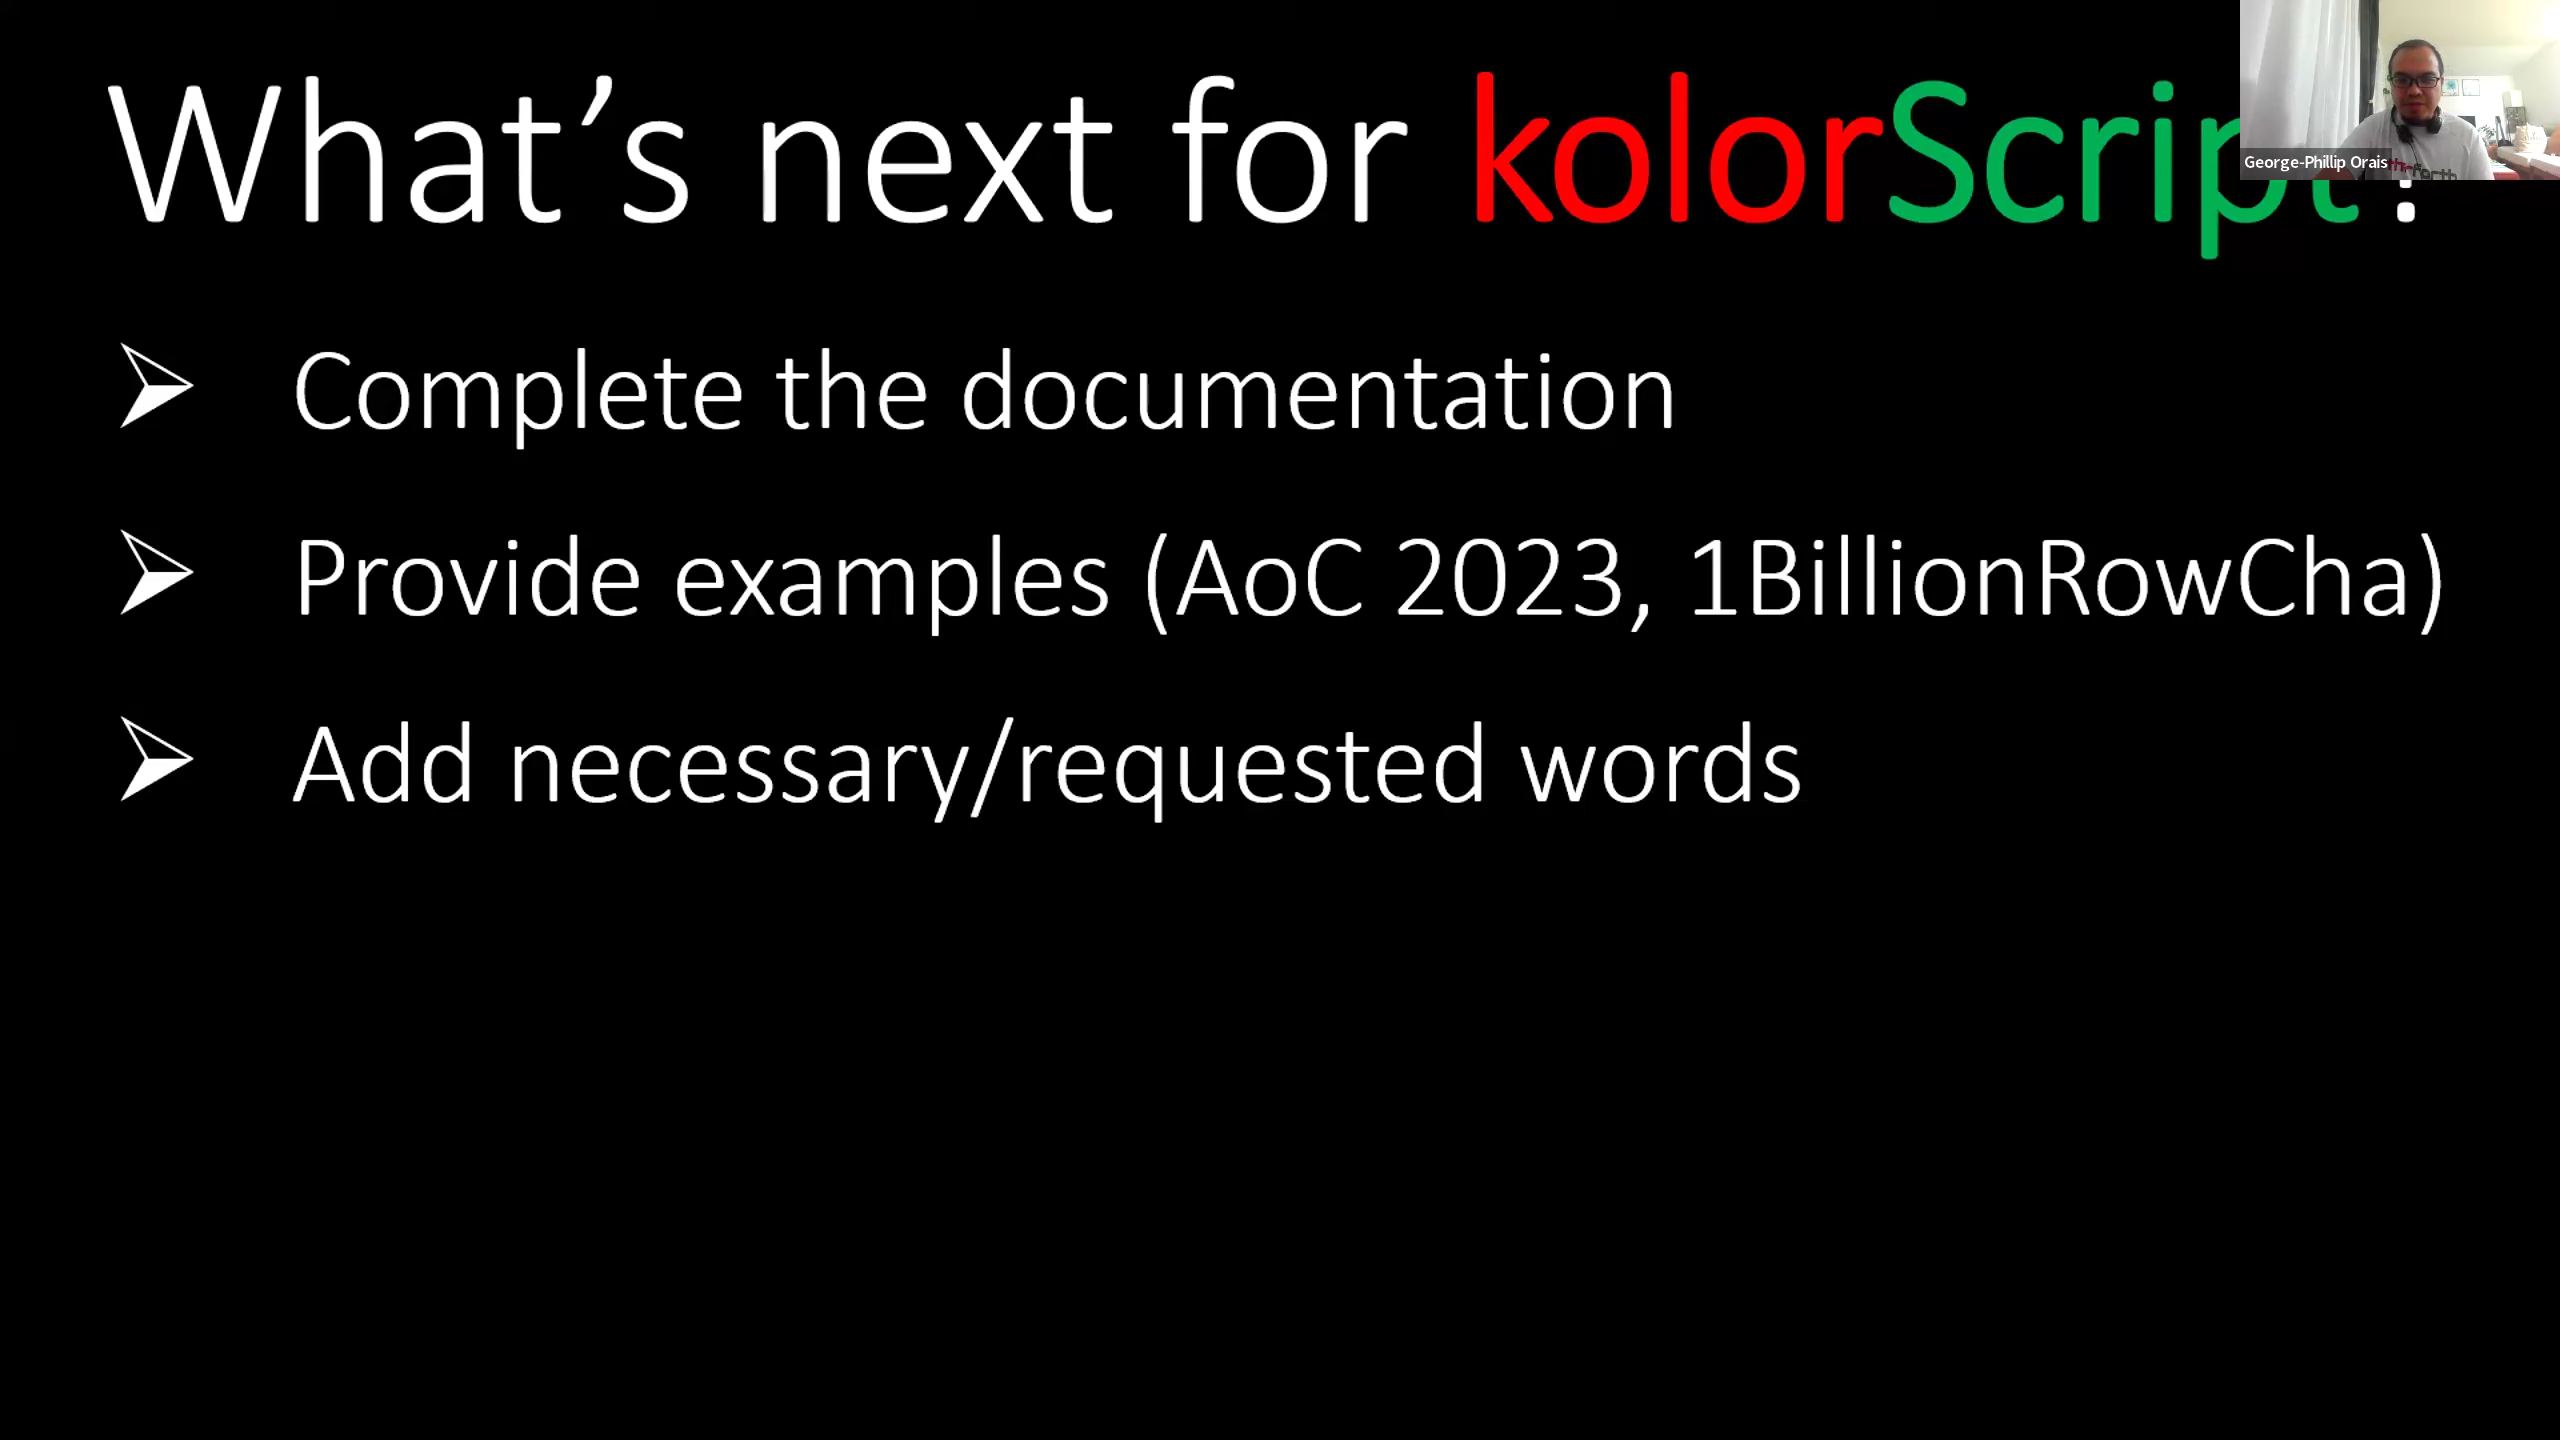 What’s next for kolorScript?
George-Phillip Orais
Complete the documentation
Provide examples (AoC 2023, 1BillionRowCha)
Add necessary/requested words